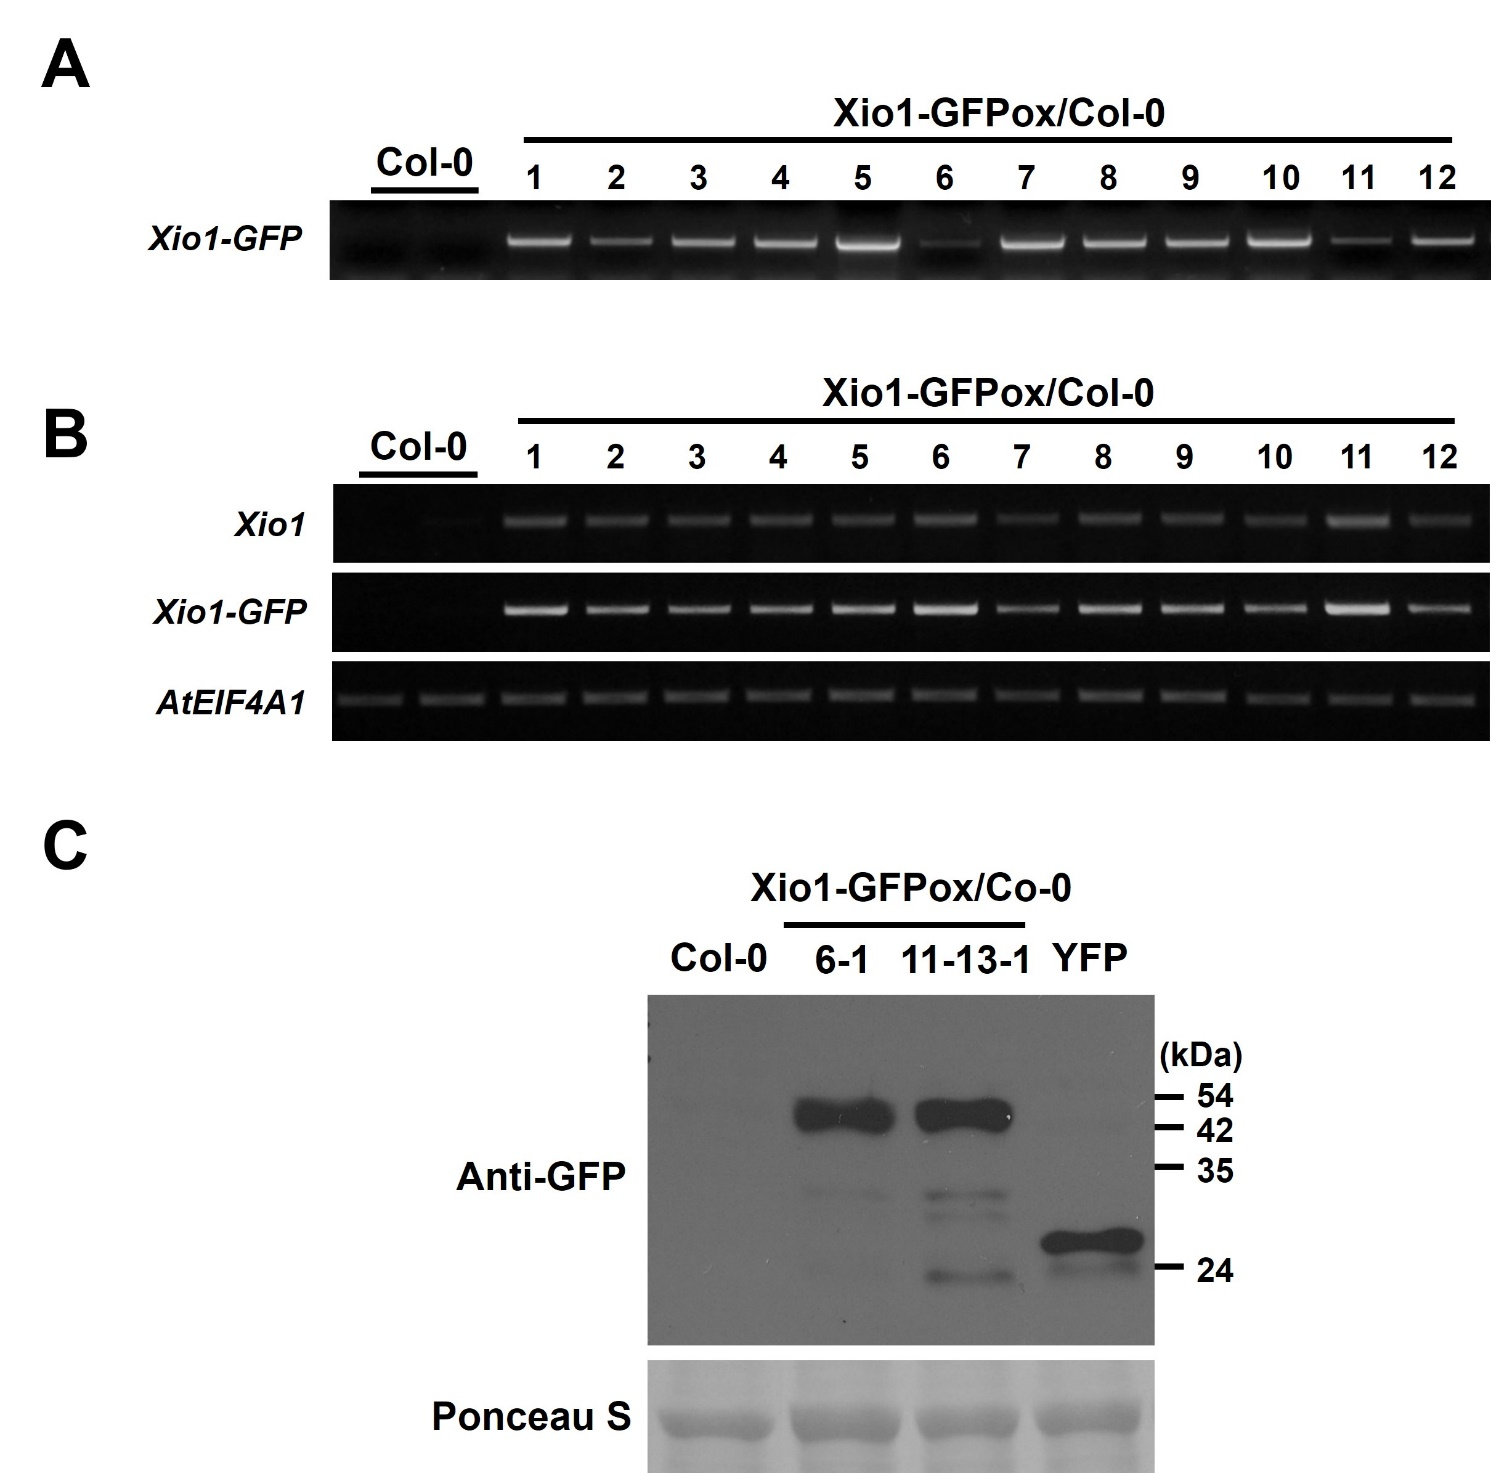 A
Xio1-GFPox/Col-0
Col-0
1 2 3 4 5 6 7 8 9 10 11 12
Xio1-GFP
B
Xio1-GFPox/Col-0
Col-0
1 2 3 4 5 6 7 8 9 10 11 12
Xio1
Xio1-GFP
AtEIF4A1
C
Xio1-GFPox/Co-0
Col-0 6-1 11-13-1 YFP
(kDa)
54
42
35
24
Anti-GFP
Ponceau S